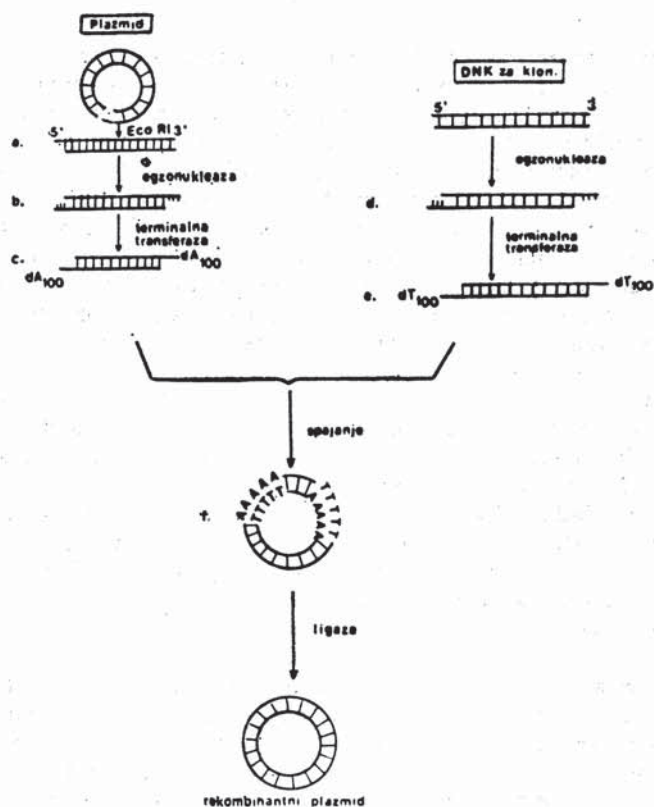 Plazmid
DNK za klon.
5' Eco RI 3'
a.
egzonukleaza
b.
terminalna
transferaza
c.
dA100
dA100
5' 3
egzonukleaza
d.
terminalna
transferaza
e. dT100 dT100
spajanje
f.
AAAAA
TTTTT
TTTTTT
AAAAA
ligaza
rekombinantni plazmid